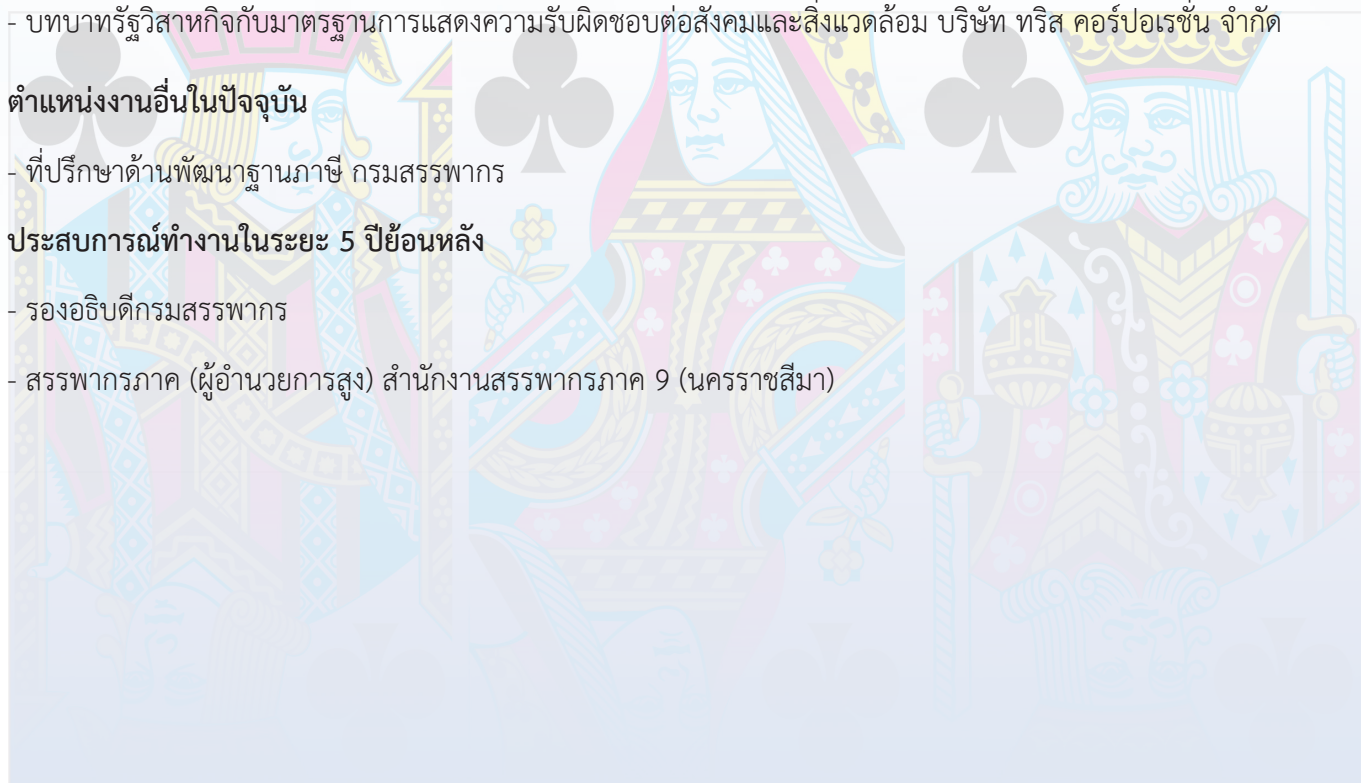 - บทบาทรัฐวิสาหกิจกับมาตรฐานการแสดงความรับผิดชอบต่อสังคมและสิ่งแวดล้อม บริษัท ทริส คอร์ปอเรชั่น จำกัด
ตำแหน่งงานอื่นในปัจจุบัน
- ที่ปรึกษาด้านพัฒนาฐานภาษี กรมสรรพากร
ประสบการณ์ทำงานในระยะ 5 ปีย้อนหลัง
- รองอธิบดีกรมสรรพากร
- สรรพากรภาค (ผู้อำนวยการสูง) สำนักงานสรรพากรภาค 9 (นครราชสีมา)